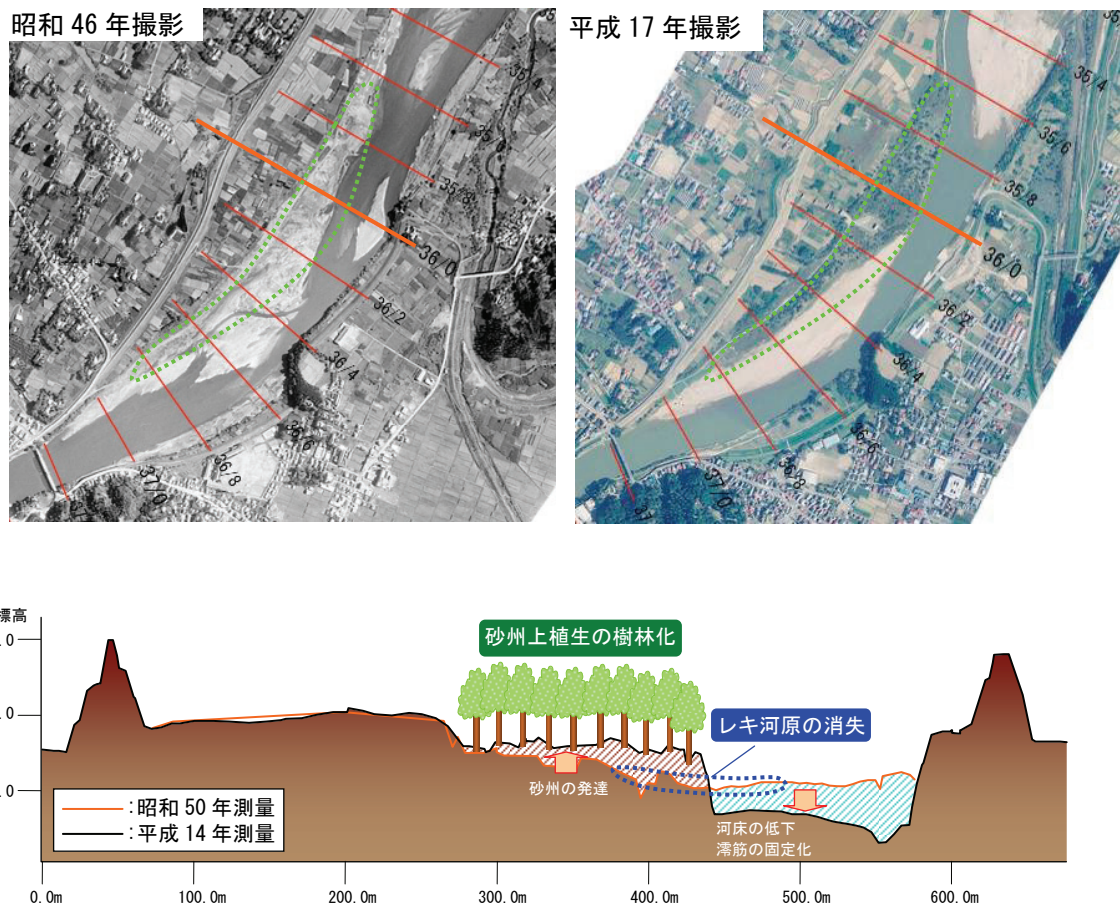 昭和 46 年撮影
平成 17 年撮影
35/4
35/8
36/0
36/2
36/4
36/6
36/8
37/0
35/4
35/6
35/8
36/0
36/2
36/4
36/6
36/8
37/0
標高
砂州上植生の樹林化
レキ河原の消失
砂州の発達
河床の低下
澪筋の固定化
:昭和 50 年測量
:平成 14 年測量
0.0m
100.0m
200.0m
300.0m
400.0m
500.0m
600.0m